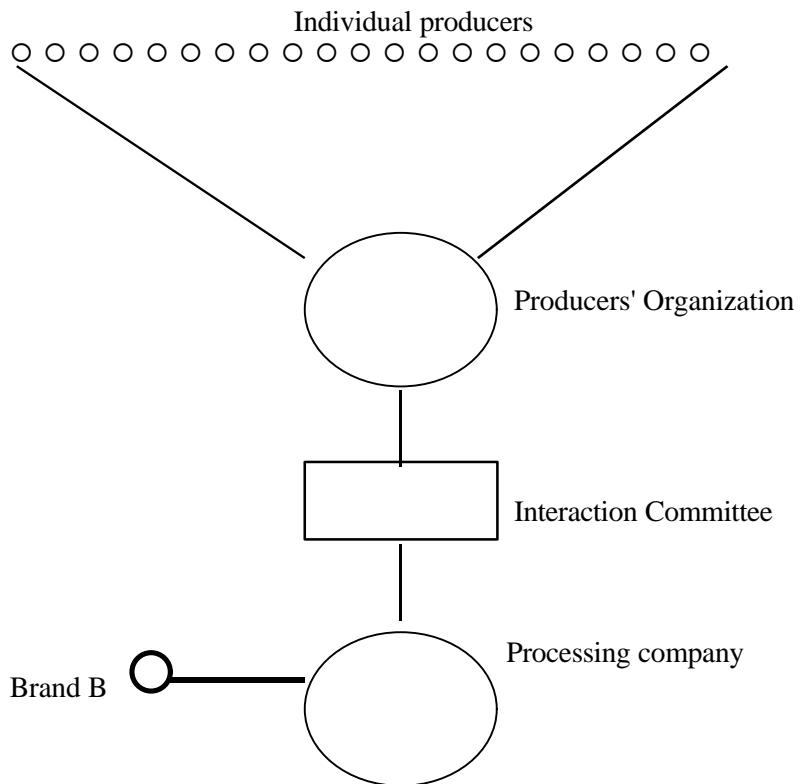 Individual producers
Producers' Organization
Interaction Committee
Processing company
Brand B